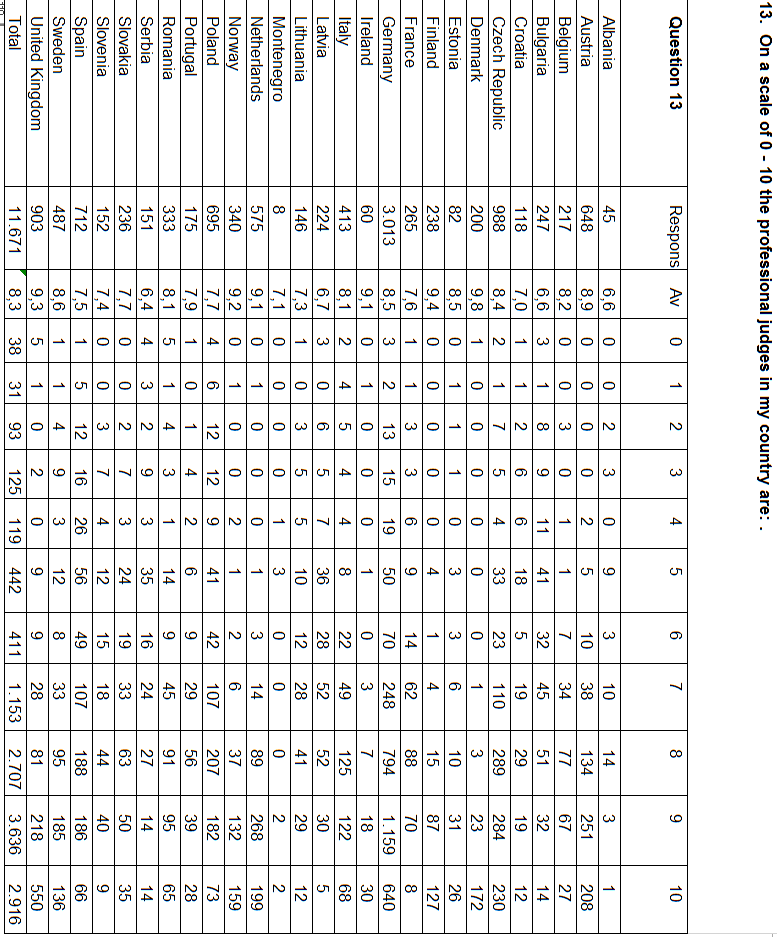 13. On a scale of 0 - 10 the professional judges in my country are: .
Question 13 Respons Av 0 1 2 3 4 5 6 7 8 9 10
Albania 45 6,6 0 0 2 3 0 9 3 10 14 3 1
Austria 648 8,9 0 0 0 0 2 5 10 38 134 251 208
Belgium 217 8,2 0 0 3 0 1 1 7 34 77 67 27
Bulgaria 247 6,6 3 1 8 9 11 41 32 45 51 32 14
Croatia 118 7,0 1 1 2 6 6 18 5 19 29 19 12
Czech Republic 988 8,4 2 1 7 5 4 33 23 110 289 284 230
Denmark 200 9,8 1 0 0 0 0 0 0 1 3 23 172
Estonia 82 8,5 0 1 1 1 0 3 3 6 10 31 26
Finland 238 9,4 0 0 0 0 0 4 1 4 15 87 127
France 265 7,6 1 1 3 3 6 9 14 62 88 70 8
Germany 3.013 8,5 3 2 13 15 19 50 70 248 794 1.159 640
Ireland 60 9,1 0 1 0 0 0 1 0 3 7 18 30
Italy 413 8,1 2 4 5 4 4 8 22 49 125 122 68
Latvia 224 6,7 3 0 6 5 7 36 28 52 52 30 5
Lithuania 146 7,3 1 0 3 5 5 10 12 28 41 29 12
Montenegro 8 7,1 0 0 0 0 1 3 0 0 0 2 2
Netherlands 575 9,1 0 1 0 0 0 1 3 14 89 268 199
Norway 340 9,2 0 1 0 0 2 1 2 6 37 132 159
Poland 695 7,7 4 6 12 12 9 41 42 107 207 182 73
Portugal 175 7,9 1 0 1 4 2 6 9 29 56 39 28
Romania 333 8,1 5 1 4 3 1 14 9 45 91 95 65
Serbia 151 6,4 4 3 2 9 3 35 16 24 27 14 14
Slovakia 236 7,7 0 0 2 7 3 24 19 33 63 50 35
Slovenia 152 7,4 0 0 3 7 4 12 15 18 44 40 9
Spain 712 7,5 1 5 12 16 26 56 49 107 188 186 66
Sweden 487 8,6 1 1 4 9 3 12 8 33 95 185 136
United Kingdom 903 9,3 5 1 0 2 0 9 9 28 81 218 550
Total 11.671 8,3 38 31 93 125 119 442 411 1.153 2.707 3.636 2.916